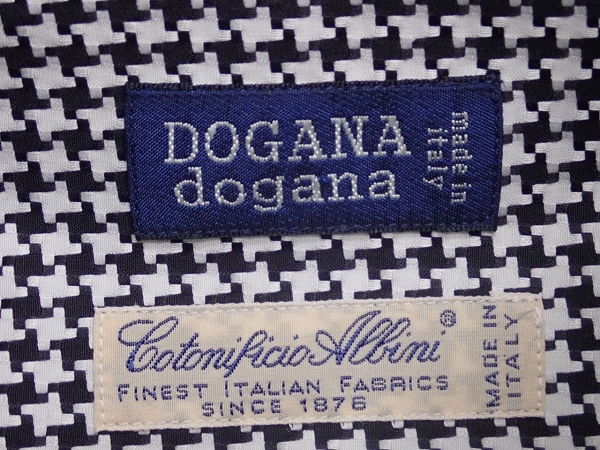 DOGANA
dogana
made in
italy
Cotonificio Albini®
FINEST ITALIAN FABRICS
SINCE 1876
MADE IN
ITALY